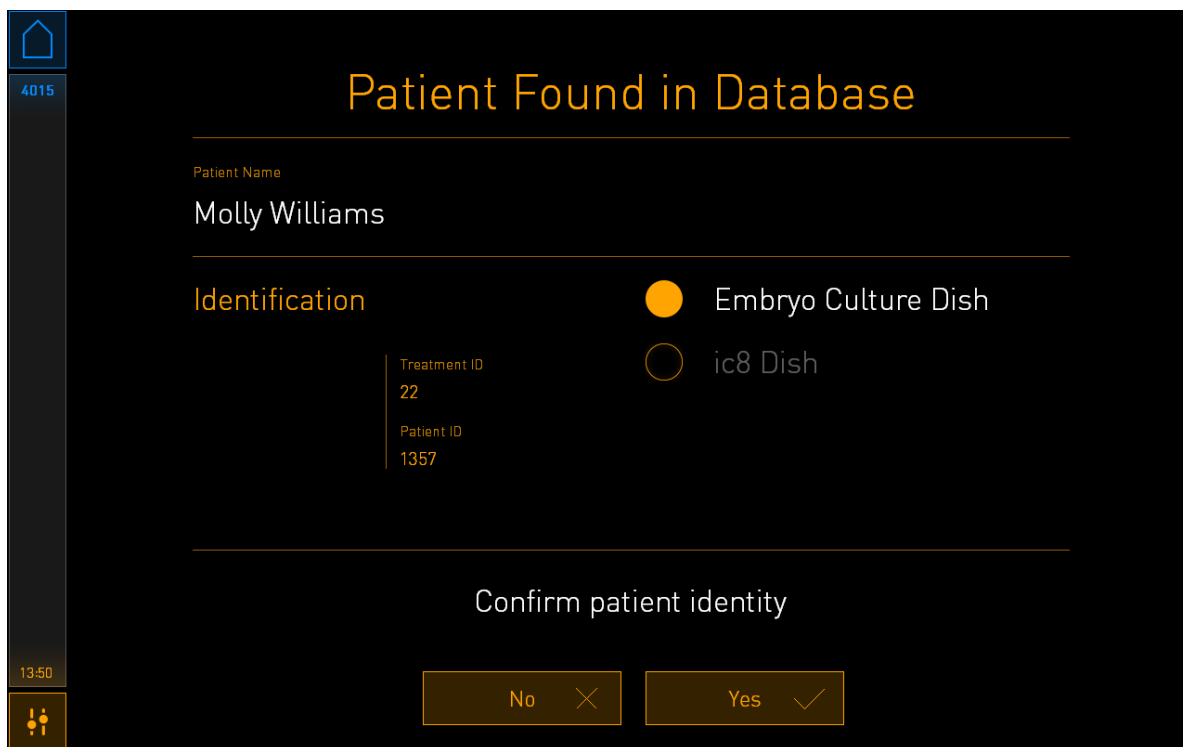 4015
Patient Found in Database
Patient Name
Molly Williams
Identification
Embryo Culture Dish
ic8 Dish
Treatment ID
22
Patient ID
1357
Confirm patient identity
13:50
No
Yes